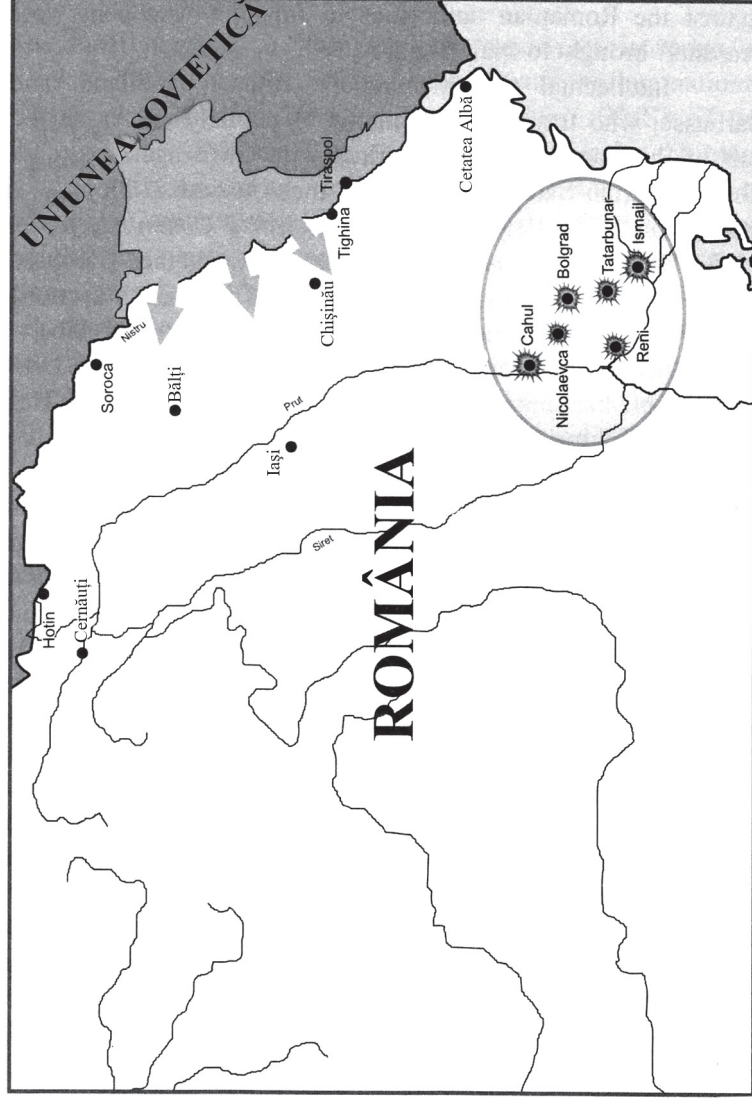 UNIUNEA SOVIETICĂ
Hotin
Cernăuți
Soroca
Nistru
Bălți
Iași
Prut
Chișinău
Tighina
Tiraspol
Siret
ROMÂNIA
Cetatea Albă
Cahul
Nicolaevca
Bolgrad
Tatarbunar
Reni
Ismail